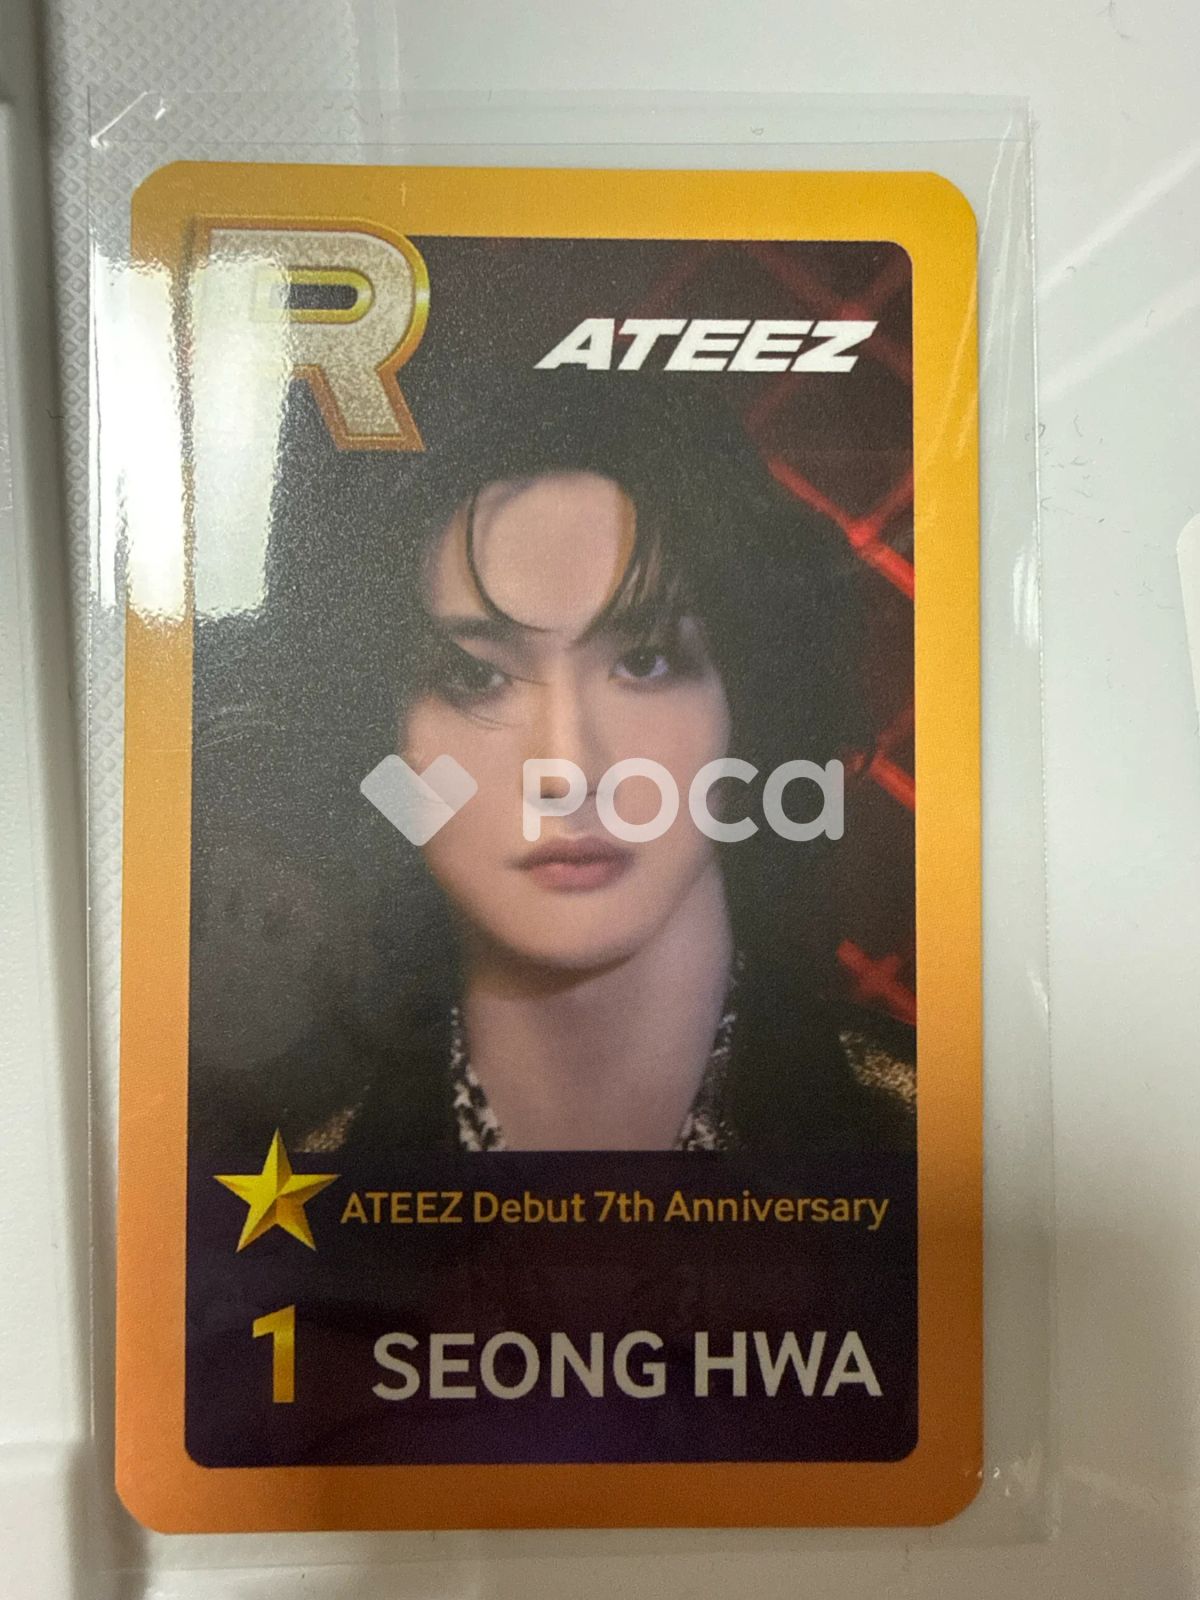 R
ATEEZ
POCA
ATEEZ Debut 7th Anniversary
1 SEONG HWA